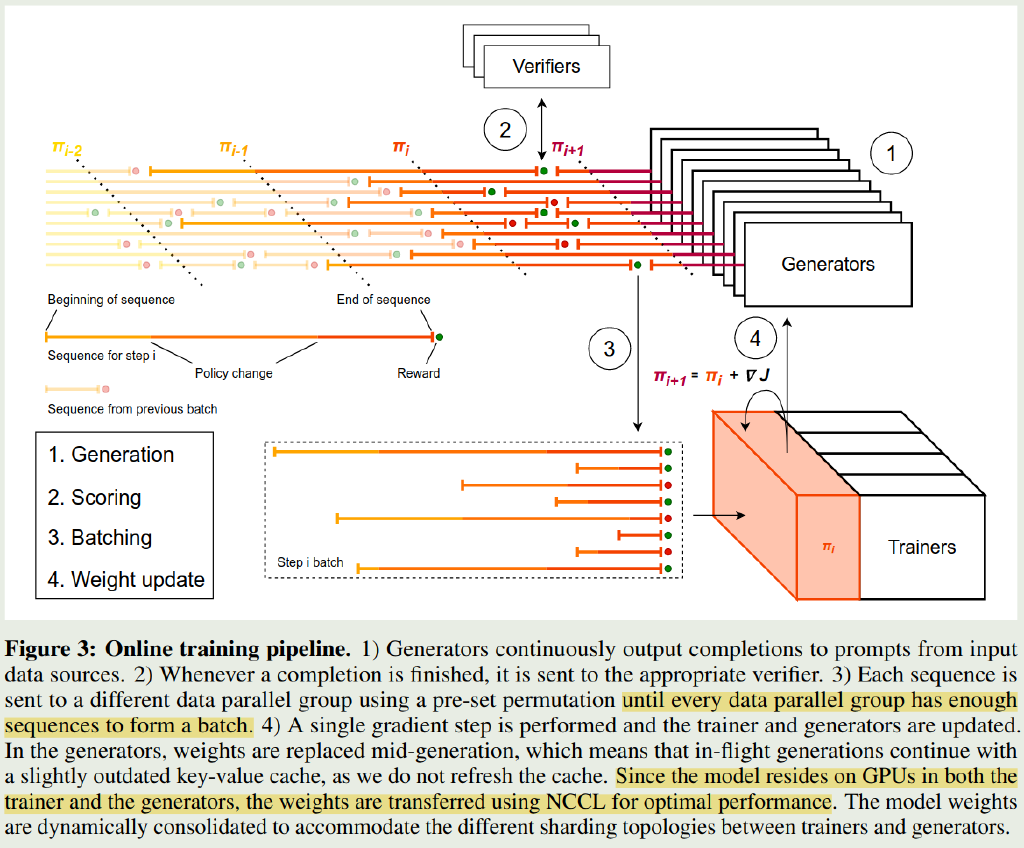 Verifiers
2
1
π i-2
π i-1
π i
π i+1
Generators
Beginning of sequence
End of sequence
Sequence for step i
Policy change
Reward
Sequence from previous batch
3
4
π i+1 = π i + ∇ J
1. Generation
2. Scoring
3. Batching
4. Weight update
Step i batch
π i
Trainers
Figure 3: Online training pipeline. 1) Generators continuously output completions to prompts from input
data sources. 2) Whenever a completion is finished, it is sent to the appropriate verifier. 3) Each sequence is
sent to a different data parallel group using a pre-set permutation until every data parallel group has enough
sequences to form a batch. 4) A single gradient step is performed and the trainer and generators are updated.
In the generators, weights are replaced mid-generation, which means that in-flight generations continue with
a slightly outdated key-value cache, as we do not refresh the cache. Since the model resides on GPUs in both the
trainer and the generators, the weights are transferred using NCCL for optimal performance. The model weights
are dynamically consolidated to accommodate the different sharding topologies between trainers and generators.